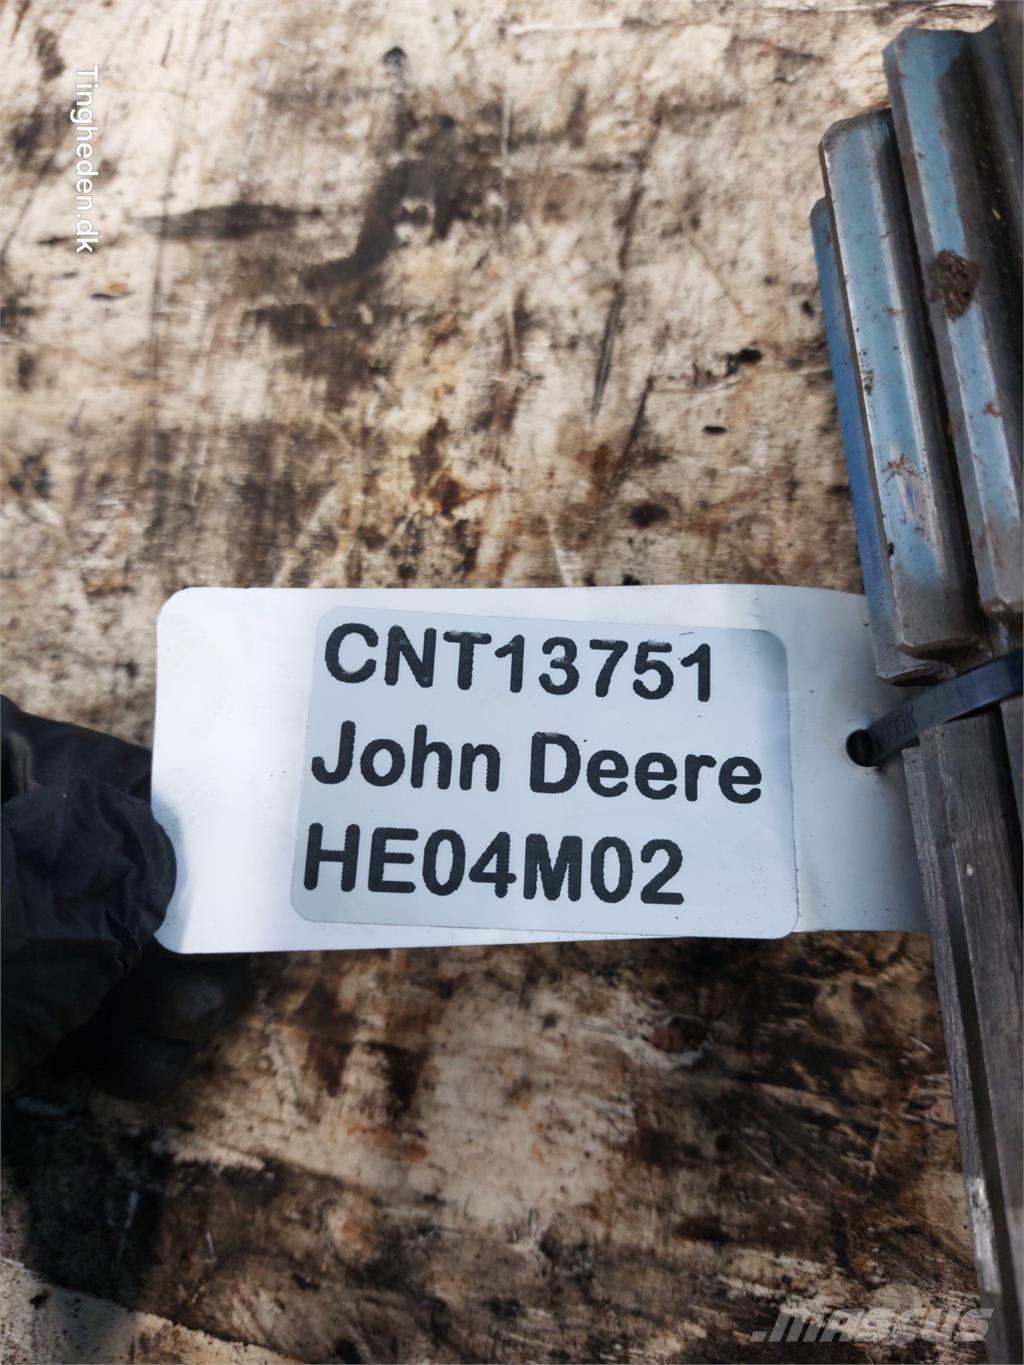 Tingheden.dk
CNT13751
John Deere
HE04M02
MASCUS